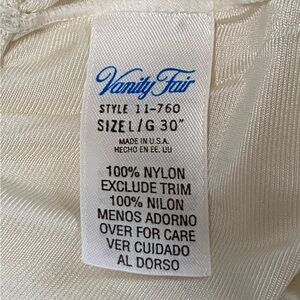 Vanity Fair
STYLE 11-760
SIZE L/G 30"
MADE IN U.S.A.
HECHO EN EE. UU
100% NYLON
EXCLUDE TRIM
100% NILON
MENOS ADORNO
OVER FOR CARE
VER CUIDADO
AL DORSO